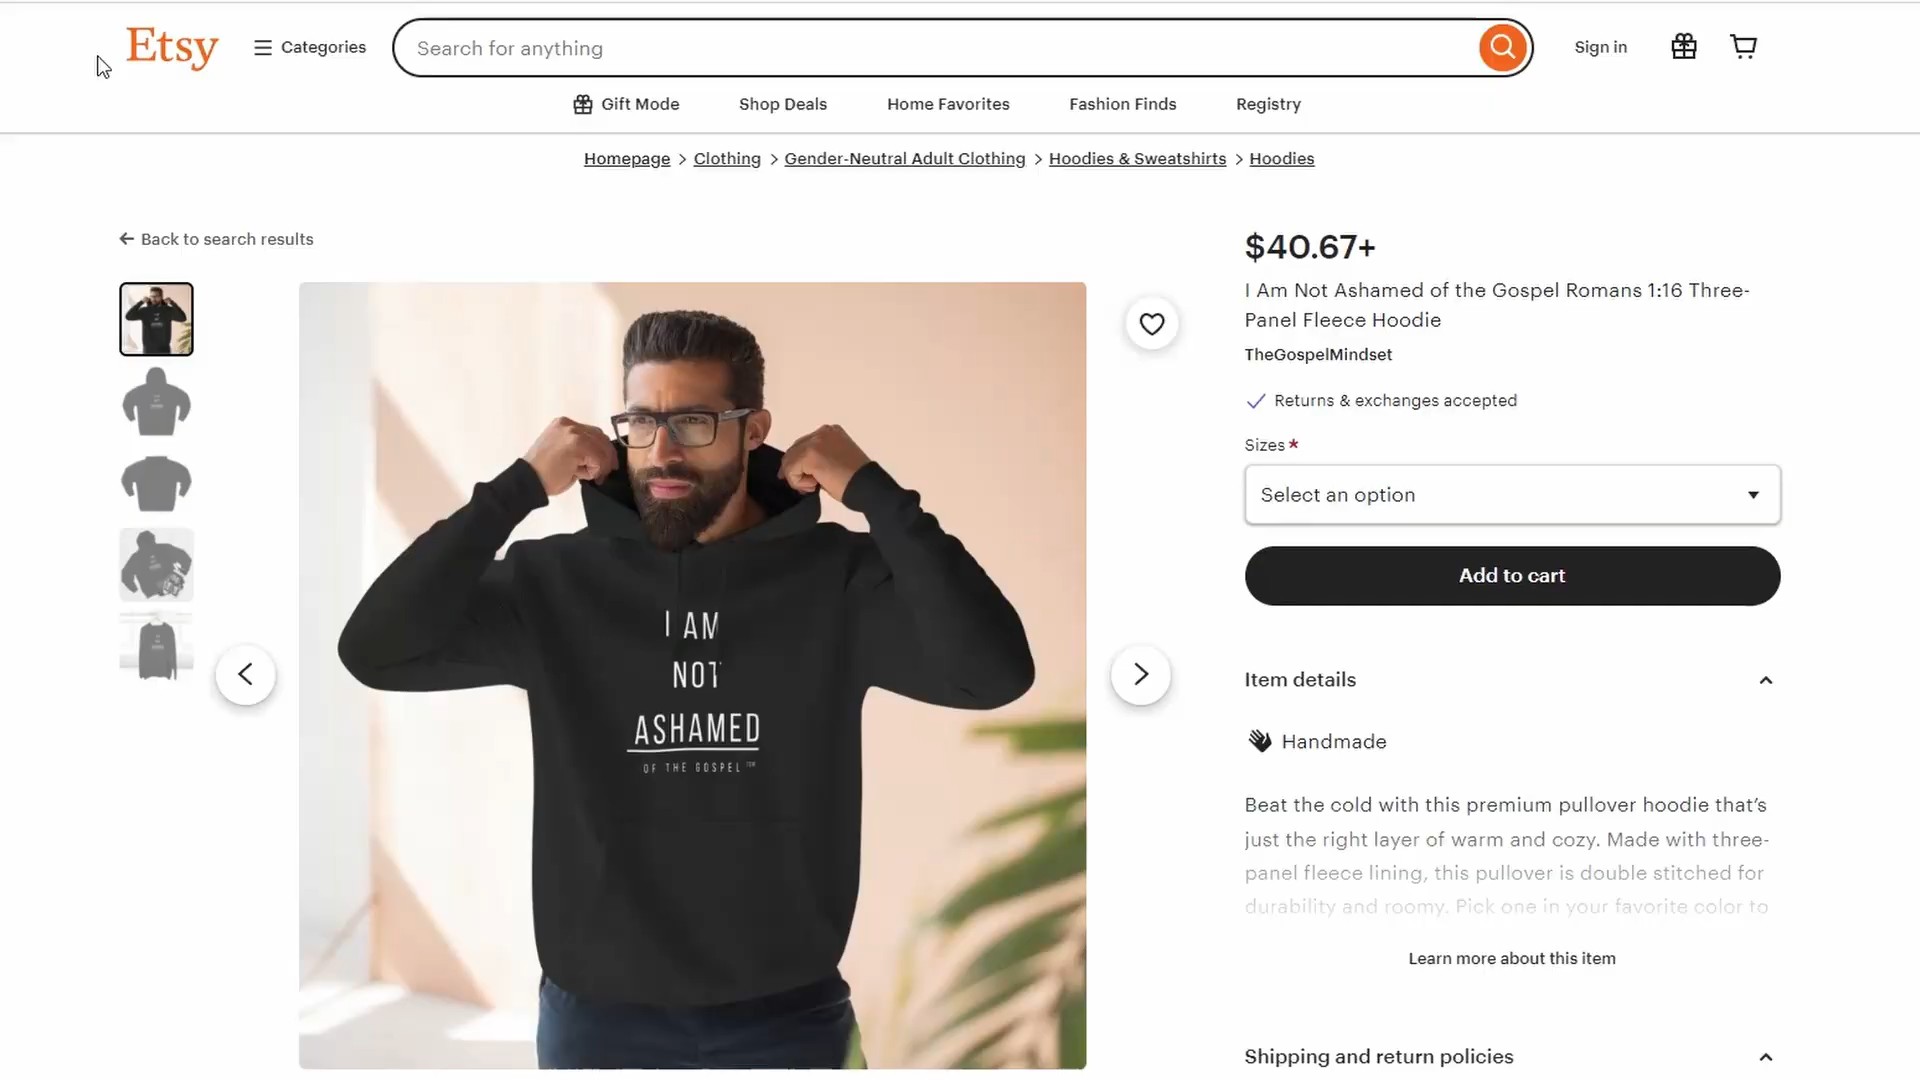 Etsy
Categories
Search for anything
Sign in
Gift Mode
Shop Deals
Home Favorites
Fashion Finds
Registry
Homepage > Clothing > Gender-Neutral Adult Clothing > Hoodies & Sweatshirts > Hoodies
Back to search results
I AM
NOT
ASHAMED
OF THE GOSPEL
$40.67+
I Am Not Ashamed of the Gospel Romans 1:16 Three-
Panel Fleece Hoodie
TheGospelMindset
Returns & exchanges accepted
Sizes*
Select an option
Add to cart
Item details
Handmade
Beat the cold with this premium pullover hoodie that’s
just the right layer of warm and cozy. Made with three-
panel fleece lining, this pullover is double stitched for
durability and roomy. Pick one in your favorite color to
Learn more about this item
Shipping and return policies